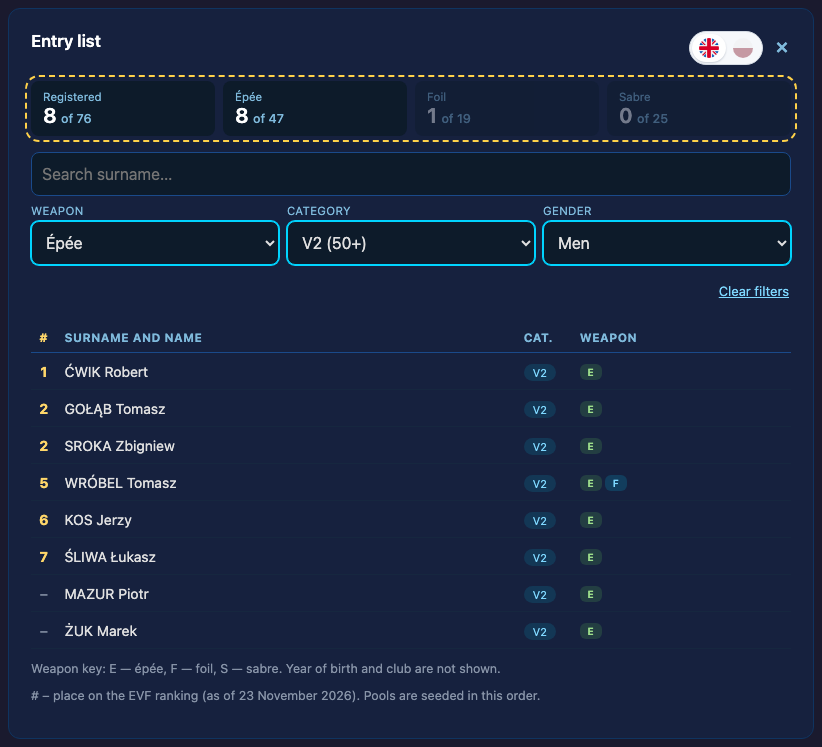 Entry list
Registered
8 of 76
Épée
8 of 47
Foil
1 of 19
Sabre
0 of 25
Search surname...
WEAPON
CATEGORY
GENDER
Épée
V2 (50+)
Men
Clear filters
# SURNAME AND NAME CAT. WEAPON
1 ĆWIK Robert V2 E
2 GOŁĄB Tomasz V2 E
2 SROKA Zbigniew V2 E
5 WRÓBEL Tomasz V2 E F
6 KOS Jerzy V2 E
7 ŚLIWA Łukasz V2 E
– MAZUR Piotr V2 E
– ŻUK Marek V2 E
Weapon key: E — épée, F — foil, S — sabre. Year of birth and club are not shown.
# – place on the EVF ranking (as of 23 November 2026). Pools are seeded in this order.